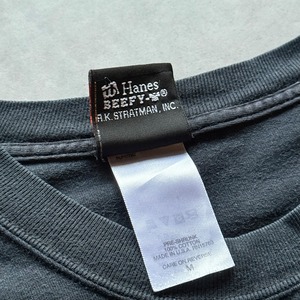 Hanes
BEEFY-T®
R.K. STRATMAN, INC.
PRE-SHRUNK
100% COTTON
MADE IN U.S.A.
CARE ON REVERSE
M